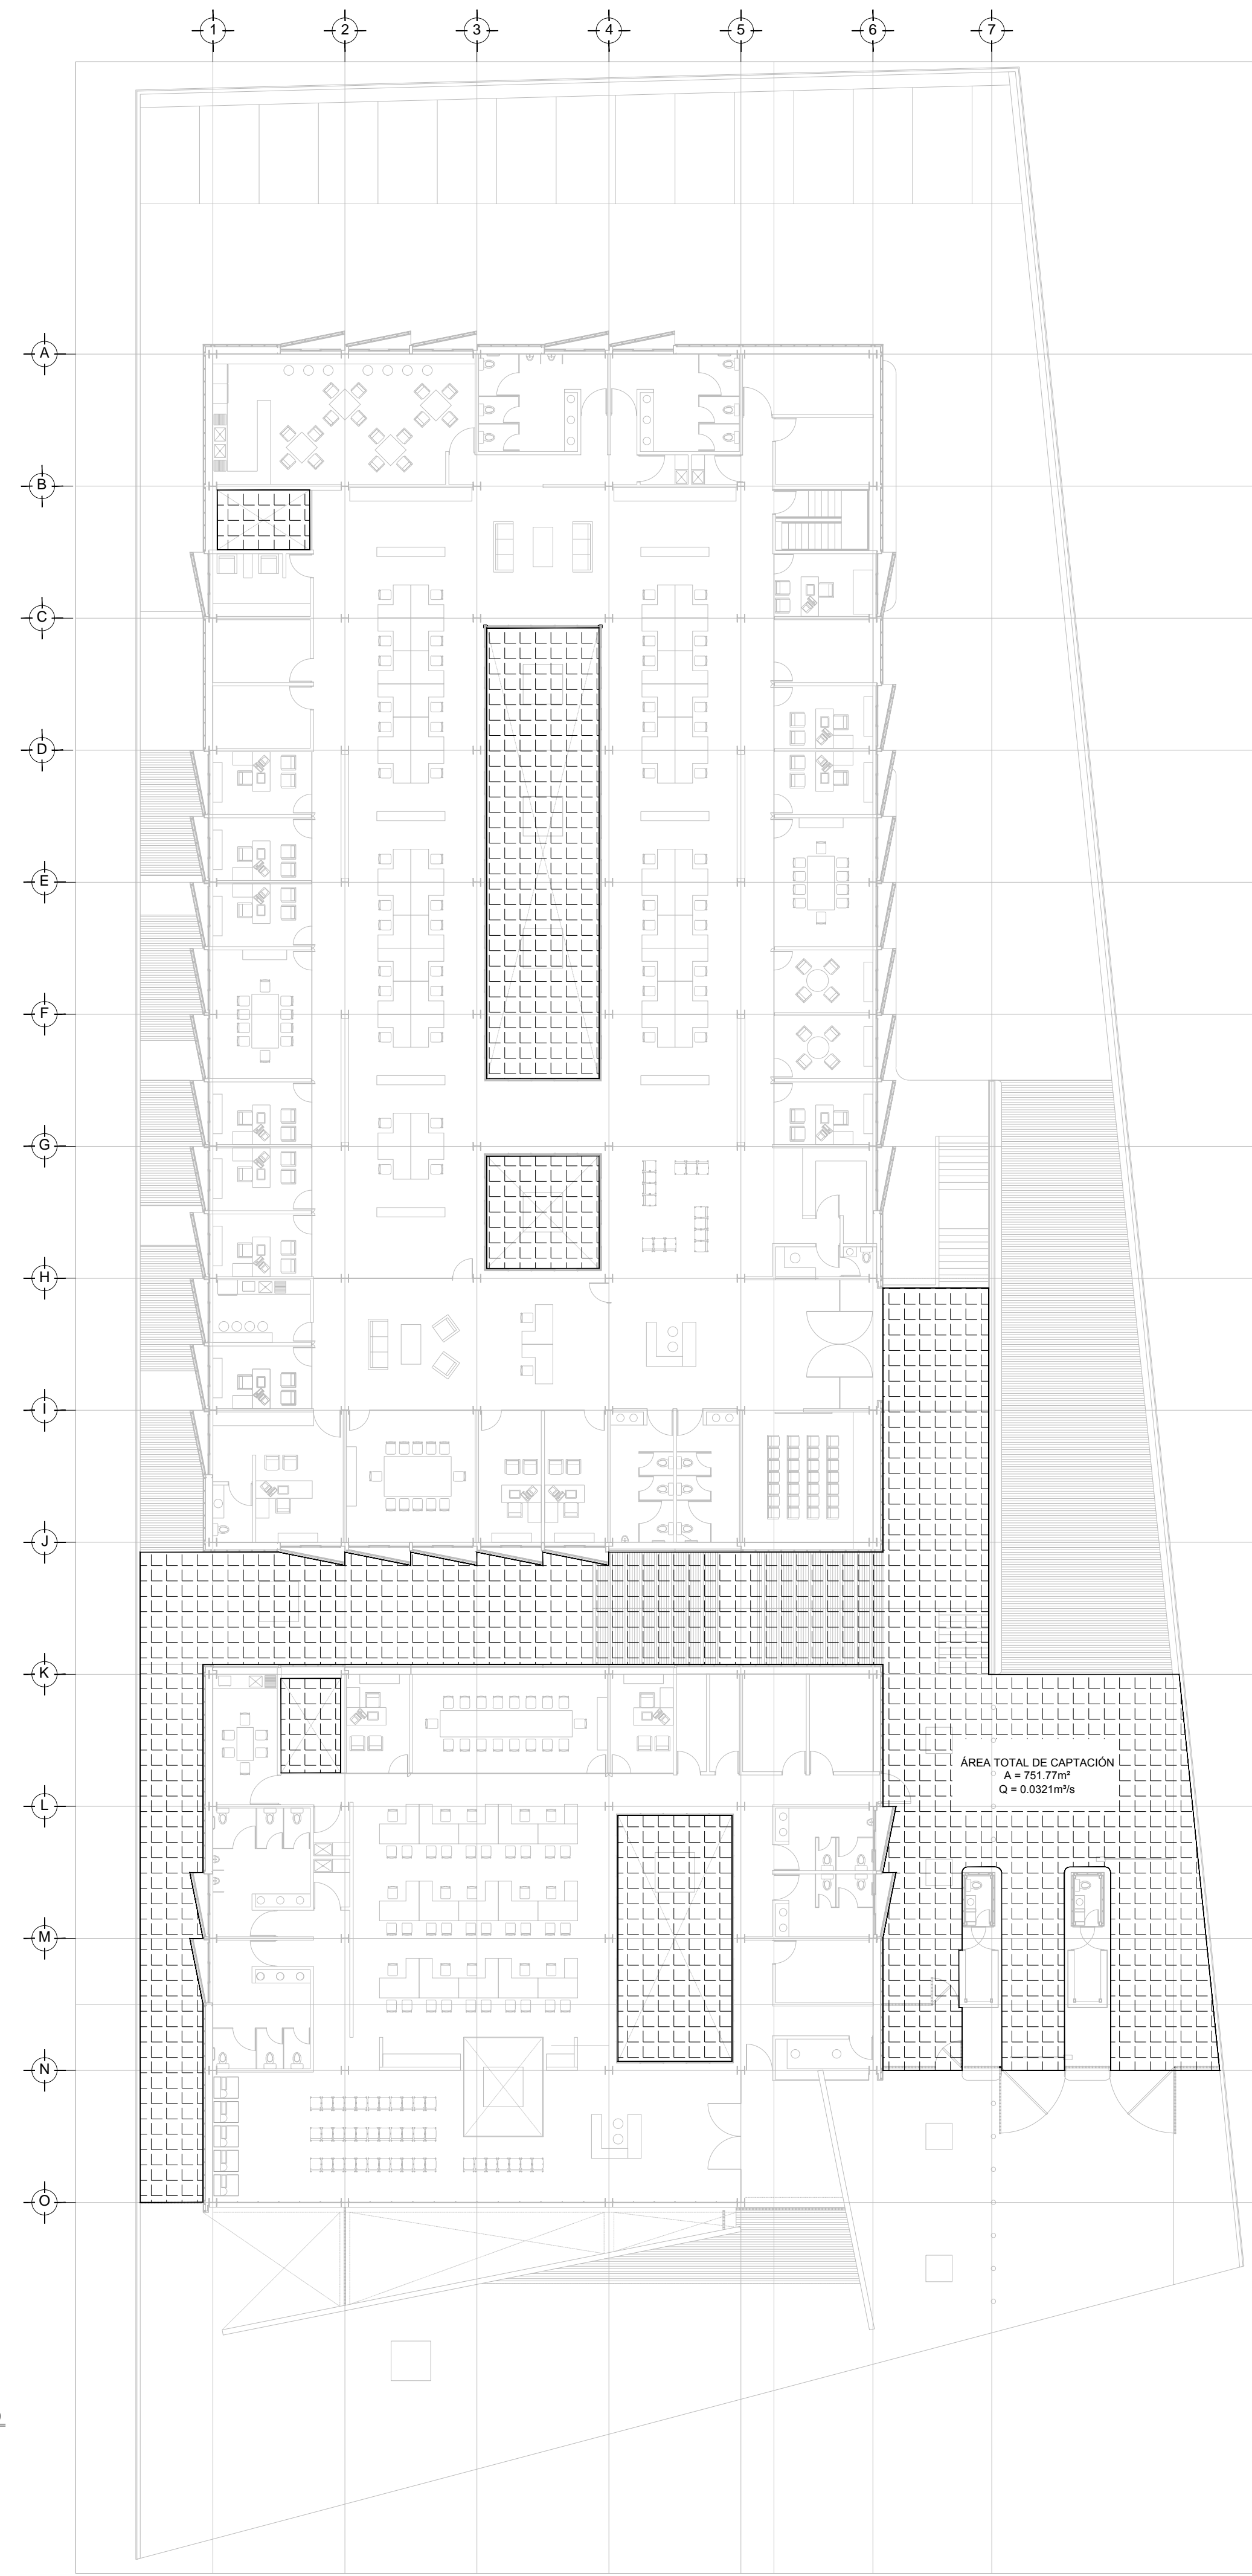 1
2
3
4
5
6
7
A
B
C
D
E
F
G
H
I
J
K
ÁREA TOTAL DE CAPTACIÓN
A = 751.77m²
Q = 0.0321m³/s
L
M
N
O